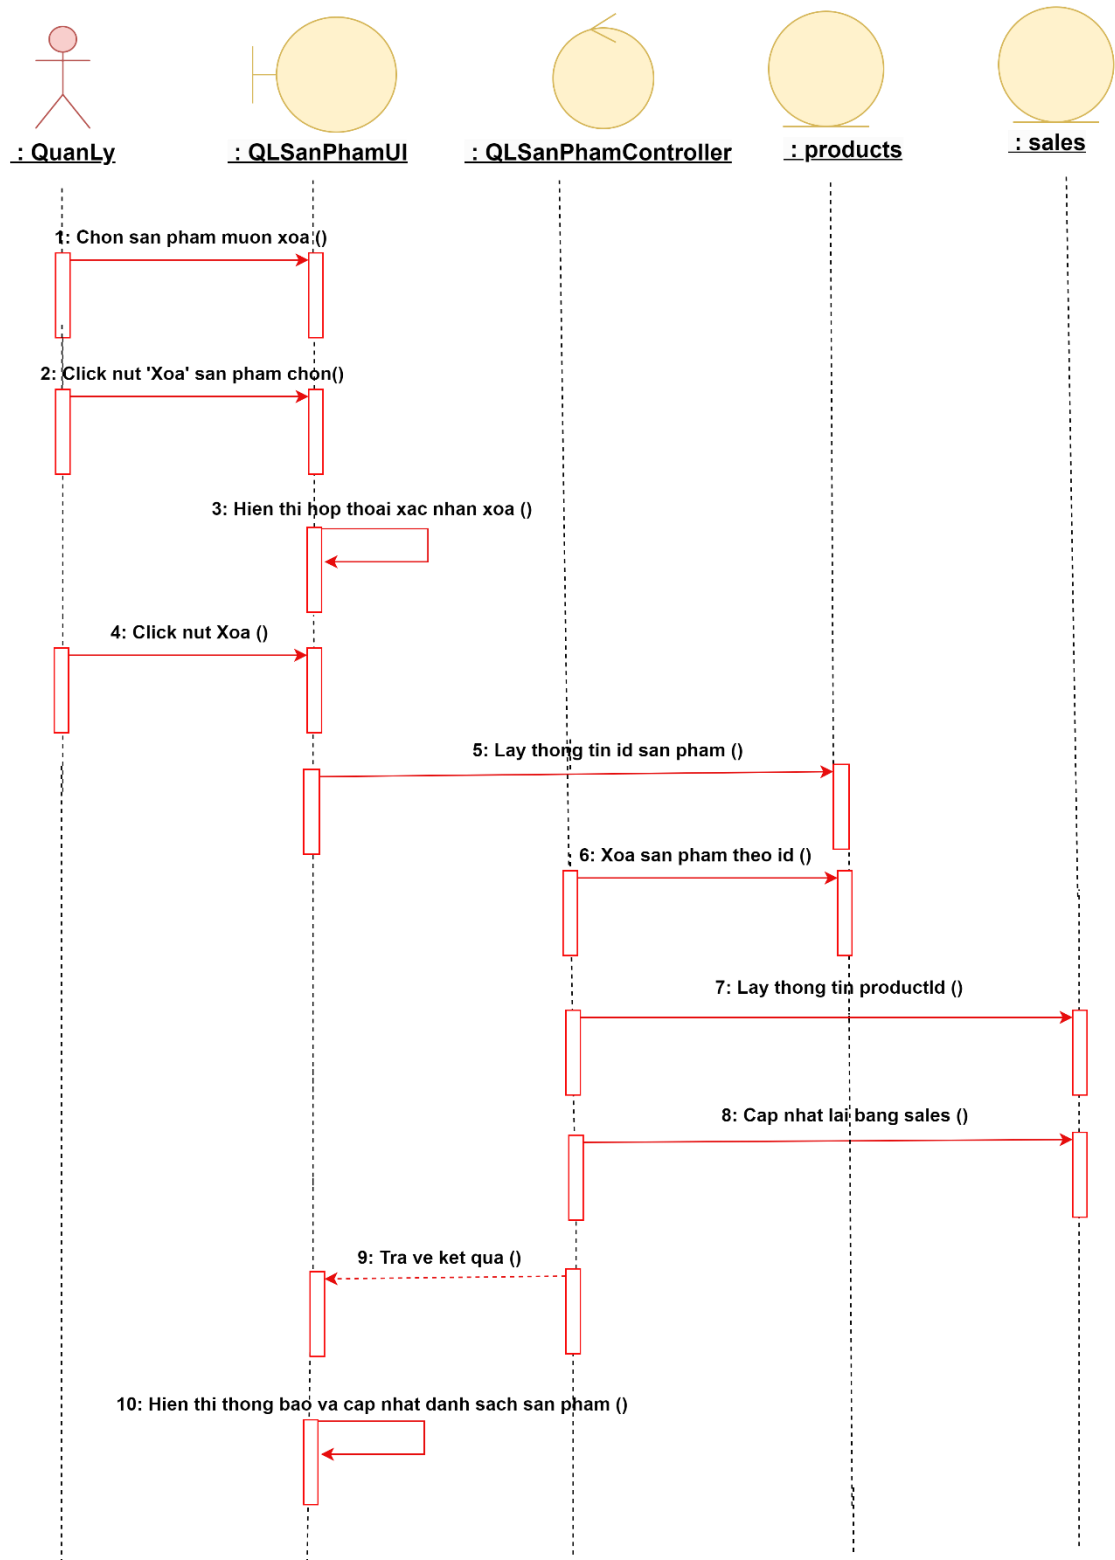 : QuanLy
: QLSanPhamUI
: QLSanPhamController
: products
: sales
1: Chon san pham muon xoa ()
2: Click nut 'Xoa' san pham chon()
3: Hien thi hop thoai xac nhan xoa ()
4: Click nut Xoa ()
5: Lay thong tin id san pham ()
6: Xoa san pham theo id ()
7: Lay thong tin productId ()
8: Cap nhat lai bang sales ()
9: Tra ve ket qua ()
10: Hien thi thong bao va cap nhat danh sach san pham ()